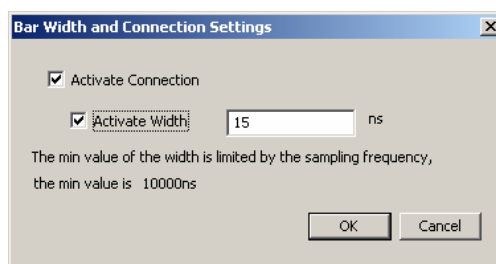 Bar Width and Connection Settings
Activate Connection
Activate Width 15 ns
The min value of the width is limited by the sampling frequency,
the min value is 10000ns
OK Cancel